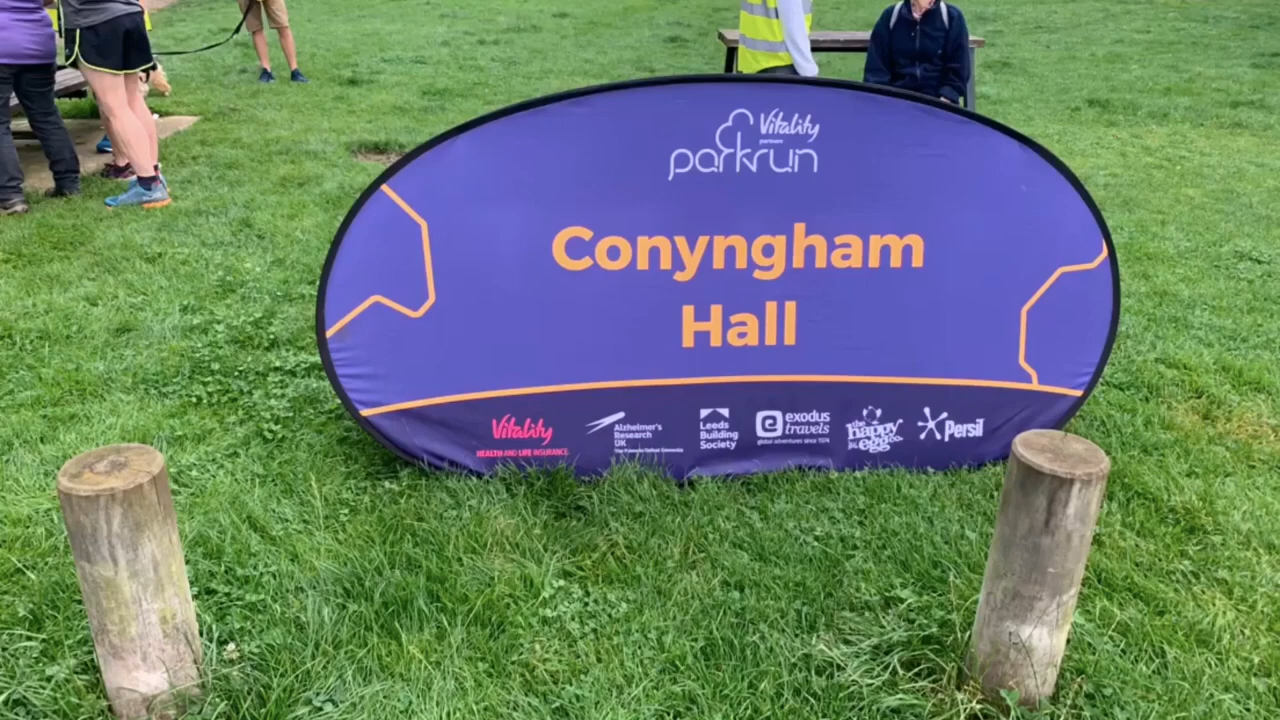 Vitality
partners
parkrun
Conyngham
Hall
Vitality
HEALTH AND LIFE INSURANCE
Alzheimer's
Research
UK
Leeds
Building
Society
exodus
travels
global adventures since 1974
the
happy
egg co.
Persil